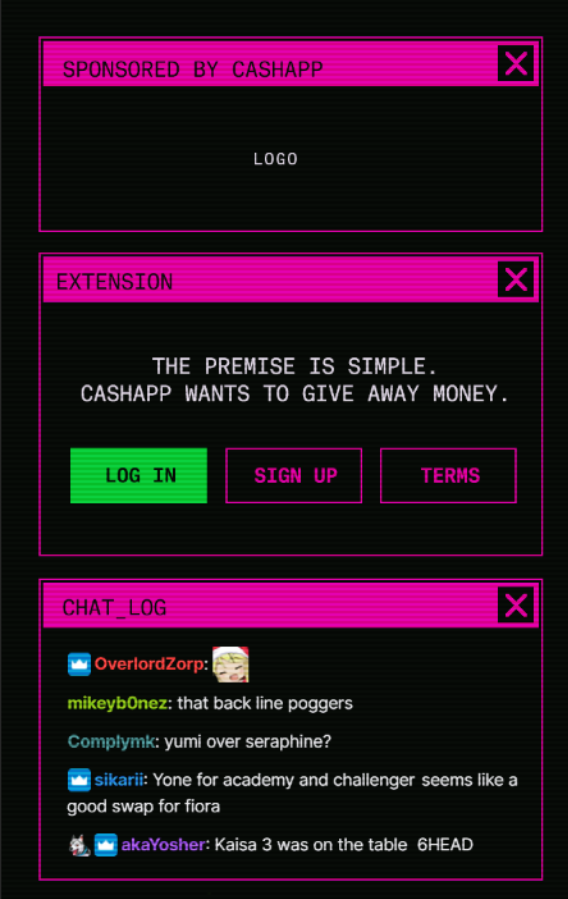 SPONSORED BY CASHAPP
LOGO
EXTENSION
THE PREMISE IS SIMPLE.
CASHAPP WANTS TO GIVE AWAY MONEY.
LOG IN SIGN UP TERMS
CHAT_LOG
OverlordZorp:
mikeyb0nez: that back line poggers
Complymk: yumi over seraphine?
sikarii: Yone for academy and challenger seems like a
good swap for fiora
akaYosher: Kaisa 3 was on the table 6HEAD